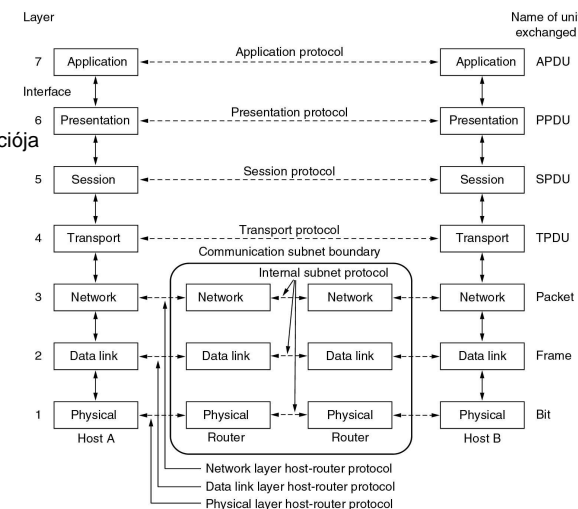 Layer
Name of uni
exchanged
7 Application Application protocol Application APDU
Interface
6 Presentation Presentation protocol Presentation PPDU
ciója
5 Session Session protocol Session SPDU
4 Transport Transport protocol Transport TPDU
Communication subnet boundary
Internal subnet protocol
3 Network Network Network Network Packet
2 Data link Data link Data link Data link Frame
1 Physical Physical Physical Physical Bit
Host A Router Router Host B
Network layer host-router protocol
Data link layer host-router protocol
Physical layer host-router protocol